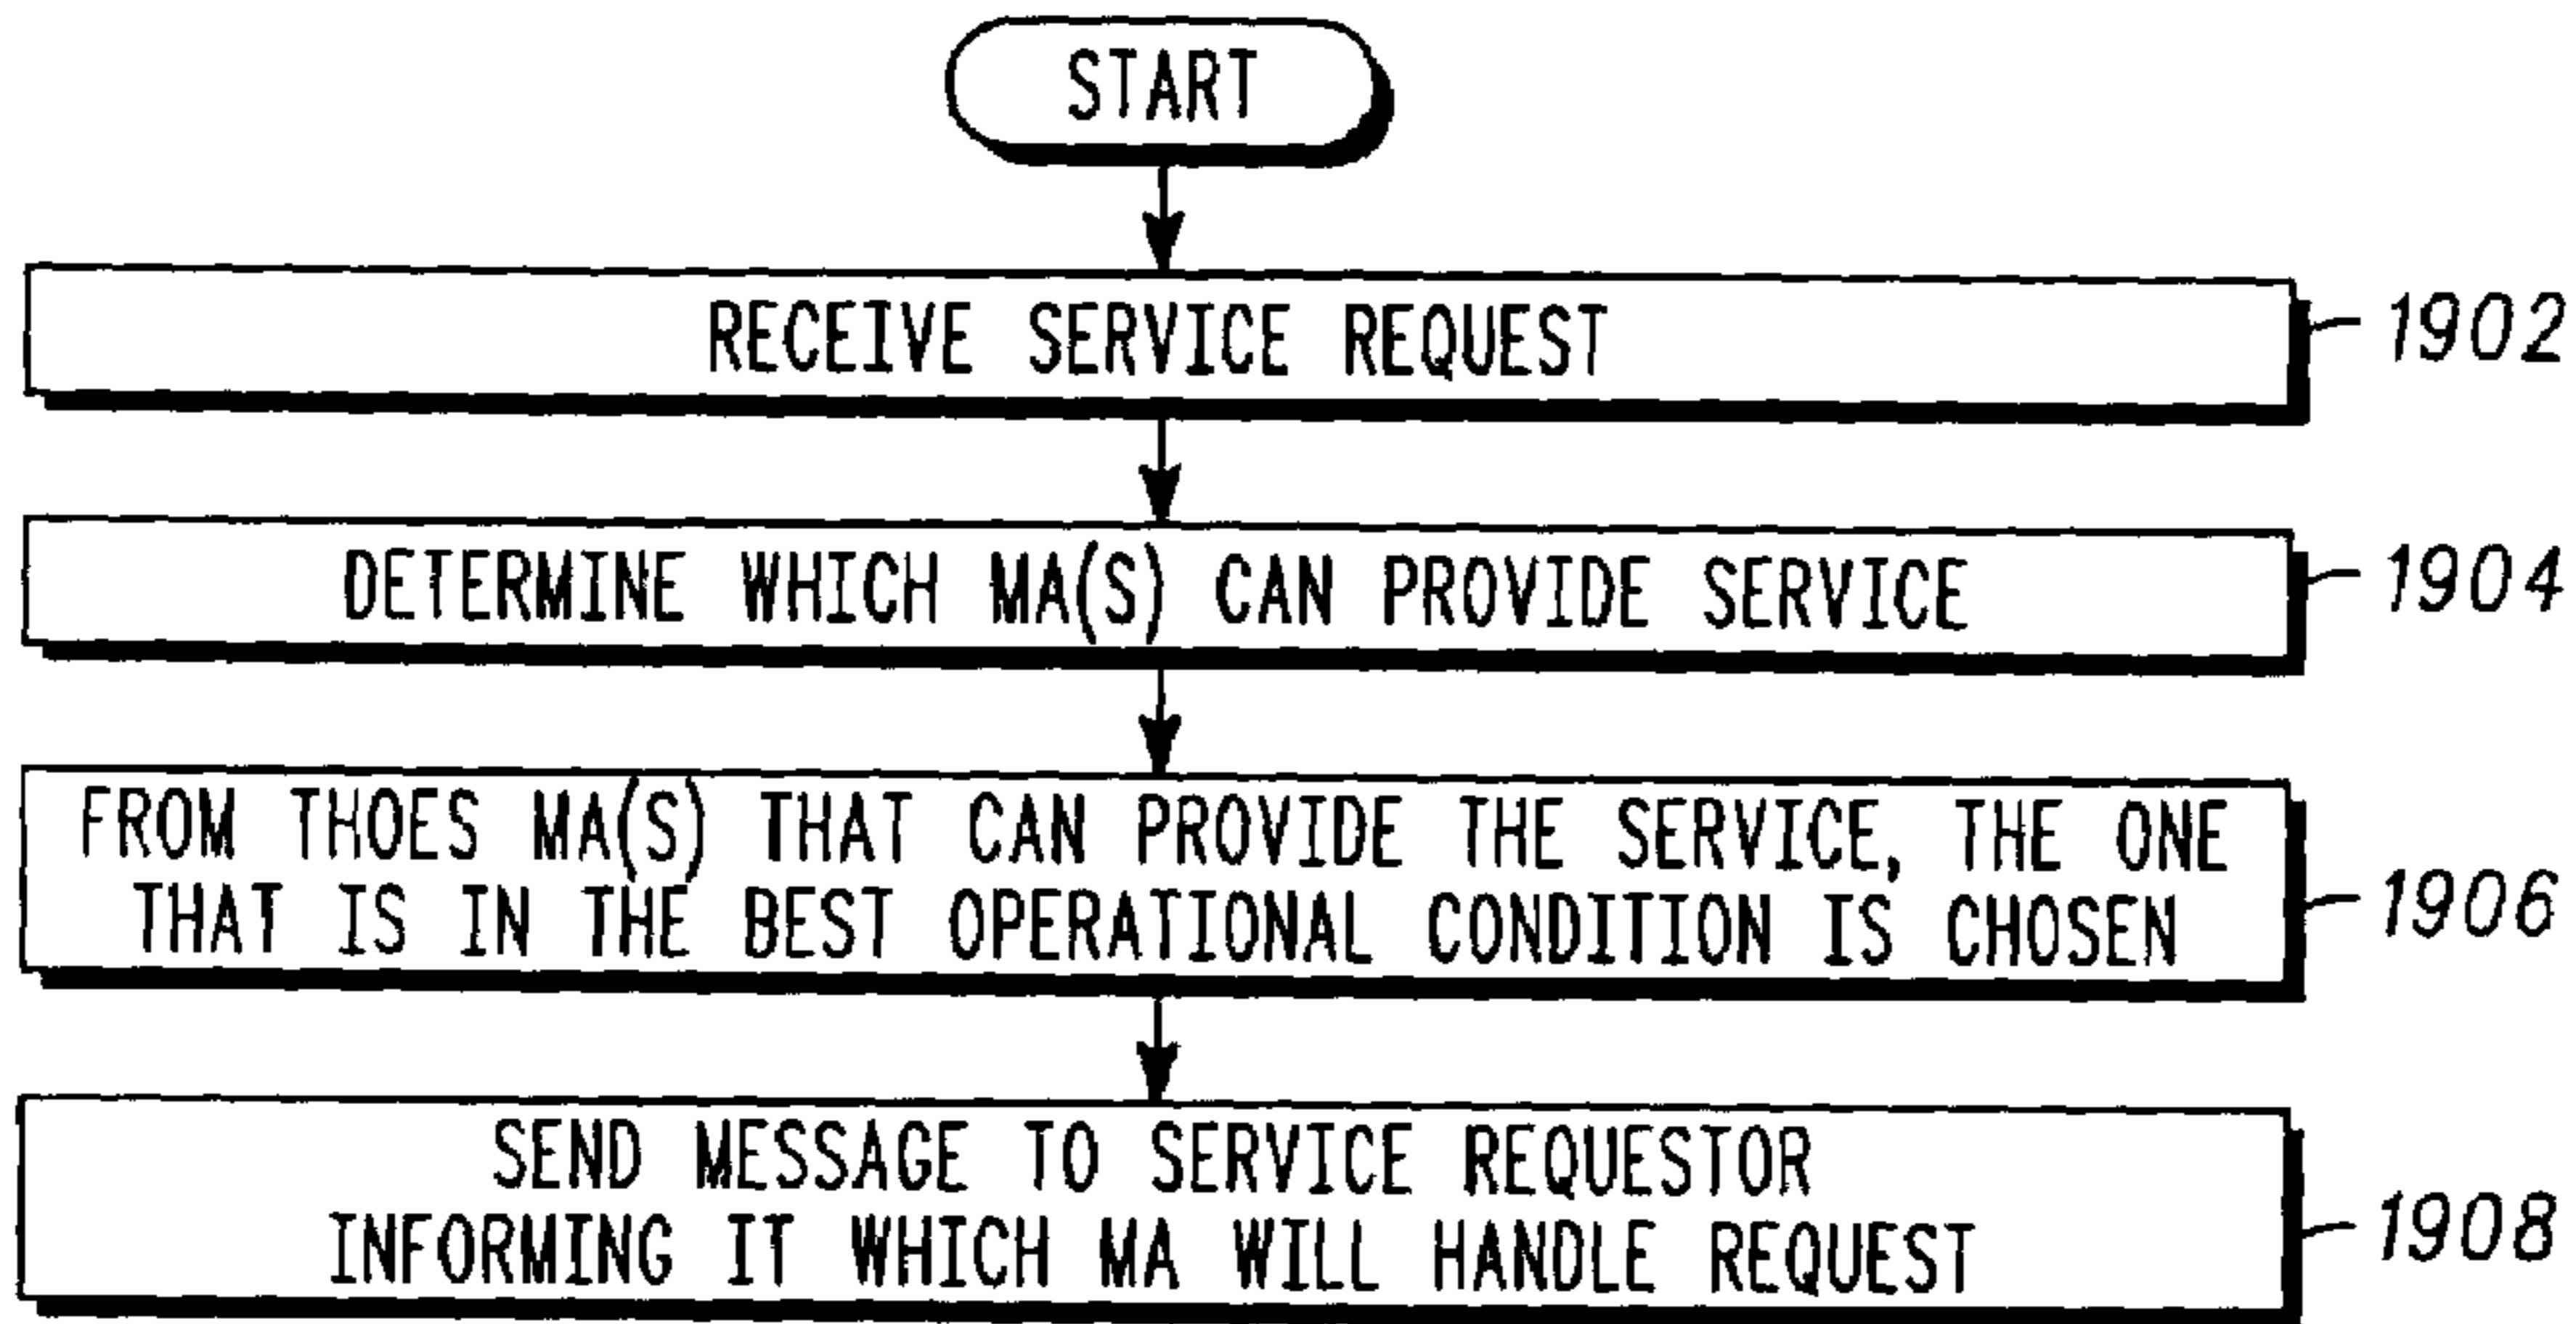 START
RECEIVE SERVICE REQUEST
1902
DETERMINE WHICH MA(S) CAN PROVIDE SERVICE
1904
FROM THOES MA(S) THAT CAN PROVIDE THE SERVICE, THE ONE
THAT IS IN THE BEST OPERATIONAL CONDITION IS CHOSEN
1906
SEND MESSAGE TO SERVICE REQUESTOR
INFORMING IT WHICH MA WILL HANDLE REQUEST
1908